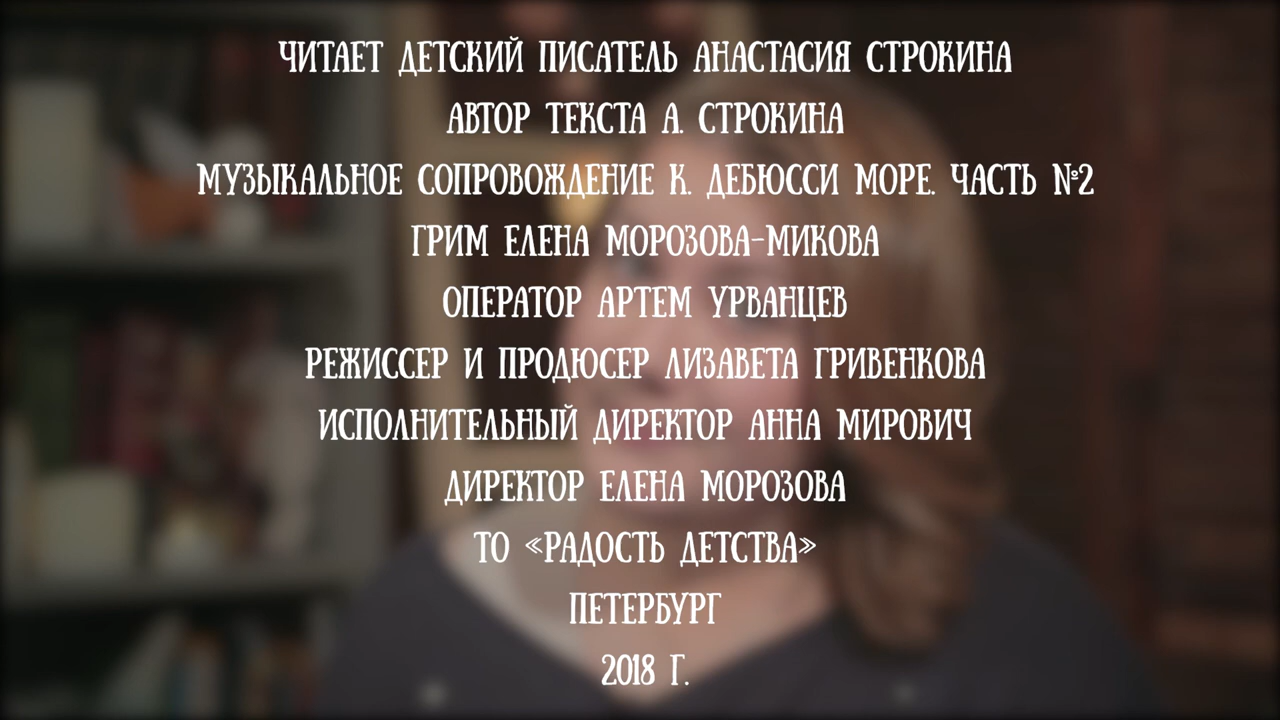 ЧИТАЕТ ДЕТСКИЙ ПИСАТЕЛЬ АНАСТАСИЯ СТРОКИНА
АВТОР ТЕКСТА А. СТРОКИНА
МУЗЫКАЛЬНОЕ СОПРОВОЖДЕНИЕ К. ДЕБЮССИ МОРЕ. ЧАСТЬ №2
ГРИМ ЕЛЕНА МОРОЗОВА-МИКОВА
ОПЕРАТОР АРТЕМ УРВАНЦЕВ
РЕЖИССЕР И ПРОДЮСЕР ЛИЗАВЕТА ГРИВЕНКОВА
ИСПОЛНИТЕЛЬНЫЙ ДИРЕКТОР АННА МИРОВИЧ
ДИРЕКТОР ЕЛЕНА МОРОЗОВА
ТО «РАДОСТЬ ДЕТСТВА»
ПЕТЕРБУРГ
2018 Г.